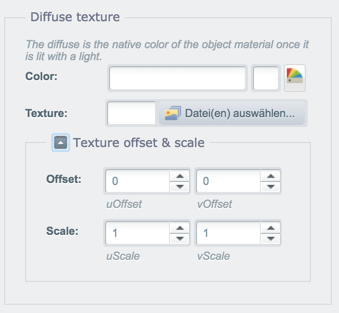 Diffuse texture
The diffuse is the native color of the object material once it
is lit with a light.
Color:
Texture: Datei(en) auswählen...
Texture offset & scale
Offset: 0 0
uOffset vOffset
Scale: 1 1
uScale vScale